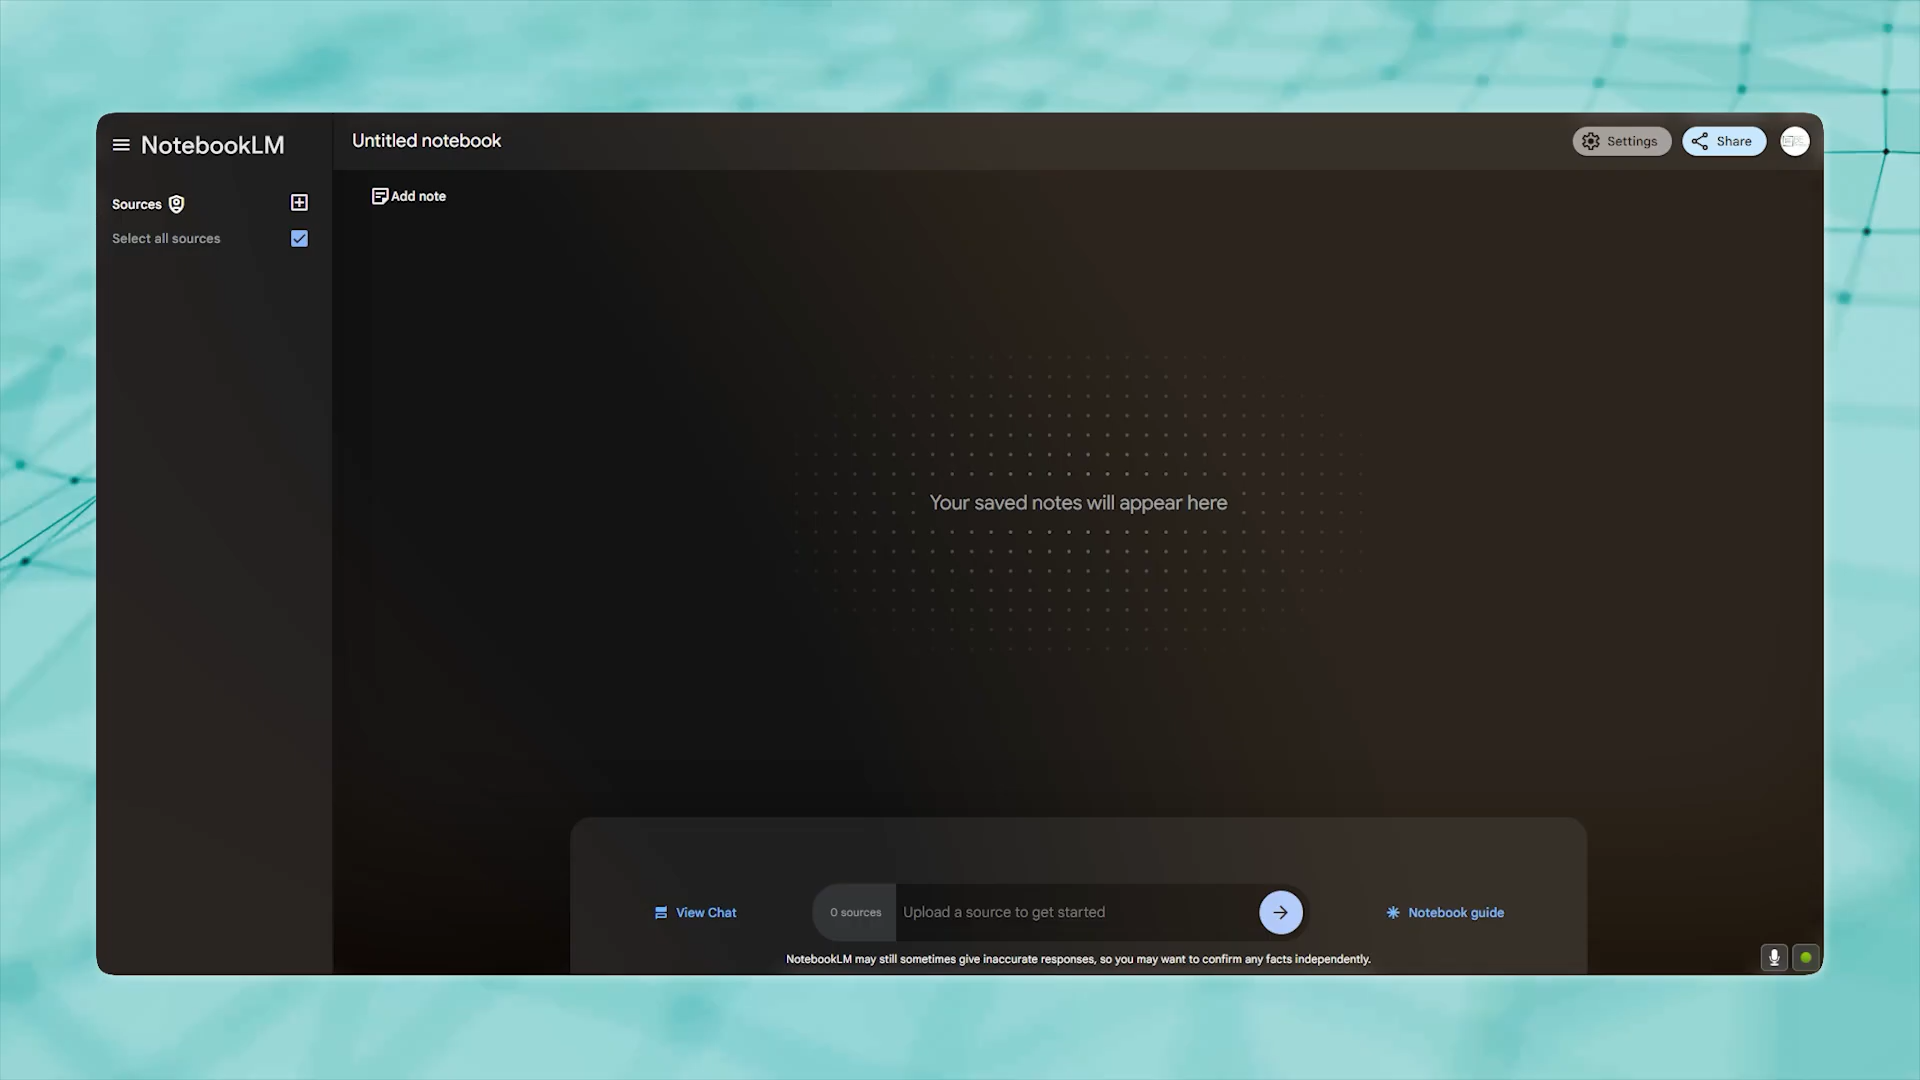 NotebookLM
Untitled notebook
Settings
Share
Sources
Select all sources
Add note
Your saved notes will appear here
View Chat
0 sources
Upload a source to get started
Notebook guide
NotebookLM may still sometimes give inaccurate responses, so you may want to confirm any facts independently.